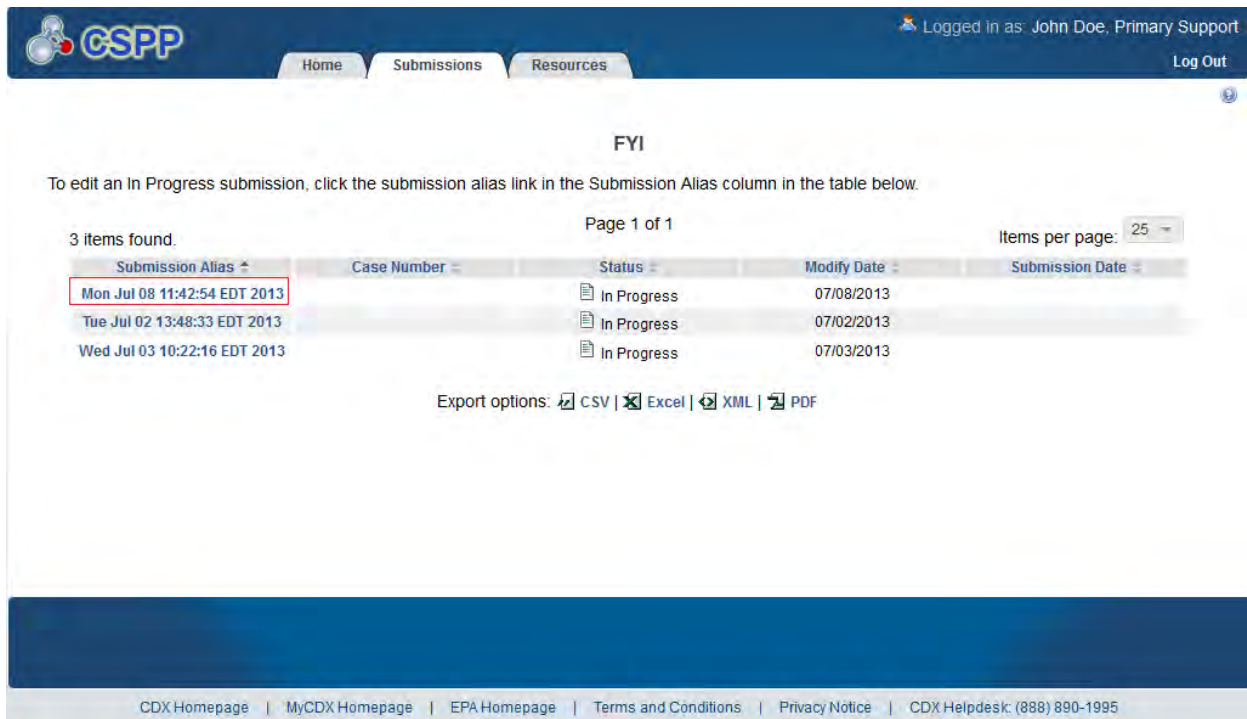 CSPP
Logged in as: John Doe, Primary Support
Home Submissions Resources
Log Out
FYI
To edit an In Progress submission, click the submission alias link in the Submission Alias column in the table below.
3 items found.
Page 1 of 1
Items per page: 25
Submission Alias Case Number Status Modify Date Submission Date
Mon Jul 08 11:42:54 EDT 2013 In Progress 07/08/2013
Tue Jul 02 13:48:33 EDT 2013 In Progress 07/02/2013
Wed Jul 03 10:22:16 EDT 2013 In Progress 07/03/2013
Export options: CSV | Excel | XML | PDF
CDX Homepage | MyCDX Homepage | EPA Homepage | Terms and Conditions | Privacy Notice | CDX Helpdesk: (888) 890-1995